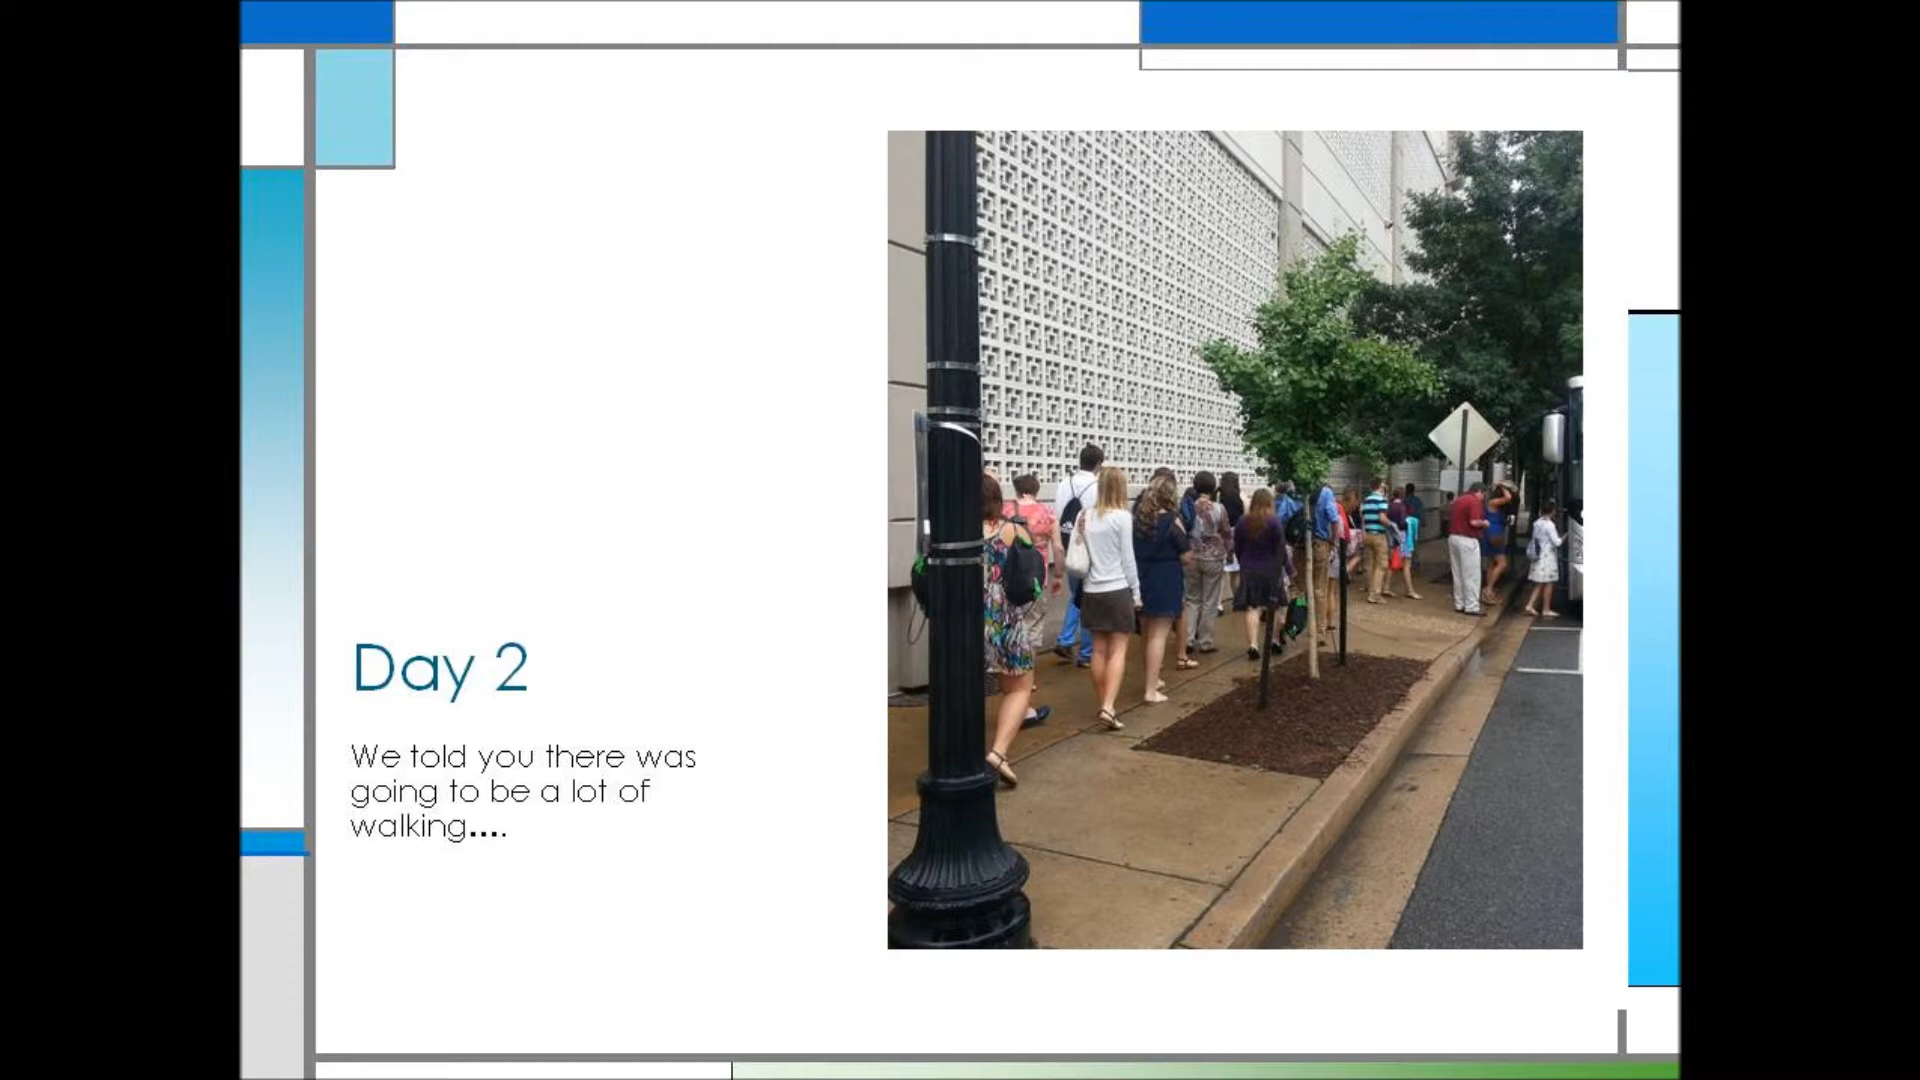 Day 2
We told you there was
going to be a lot of
walking....